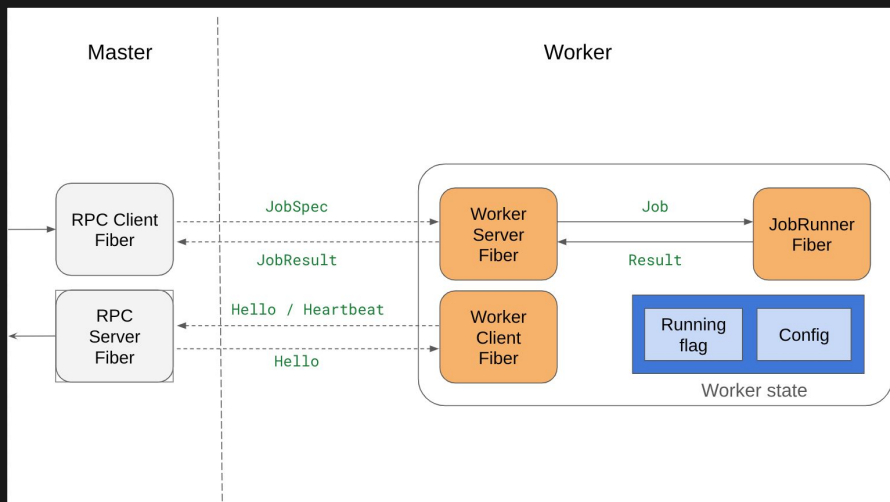 Master
Worker
RPC Client
Fiber
JobSpec
JobResult
Worker
Server
Fiber
Job
Result
JobRunner
Fiber
RPC
Server
Fiber
Hello / Heartbeat
Hello
Worker
Client
Fiber
Running
flag
Config
Worker state